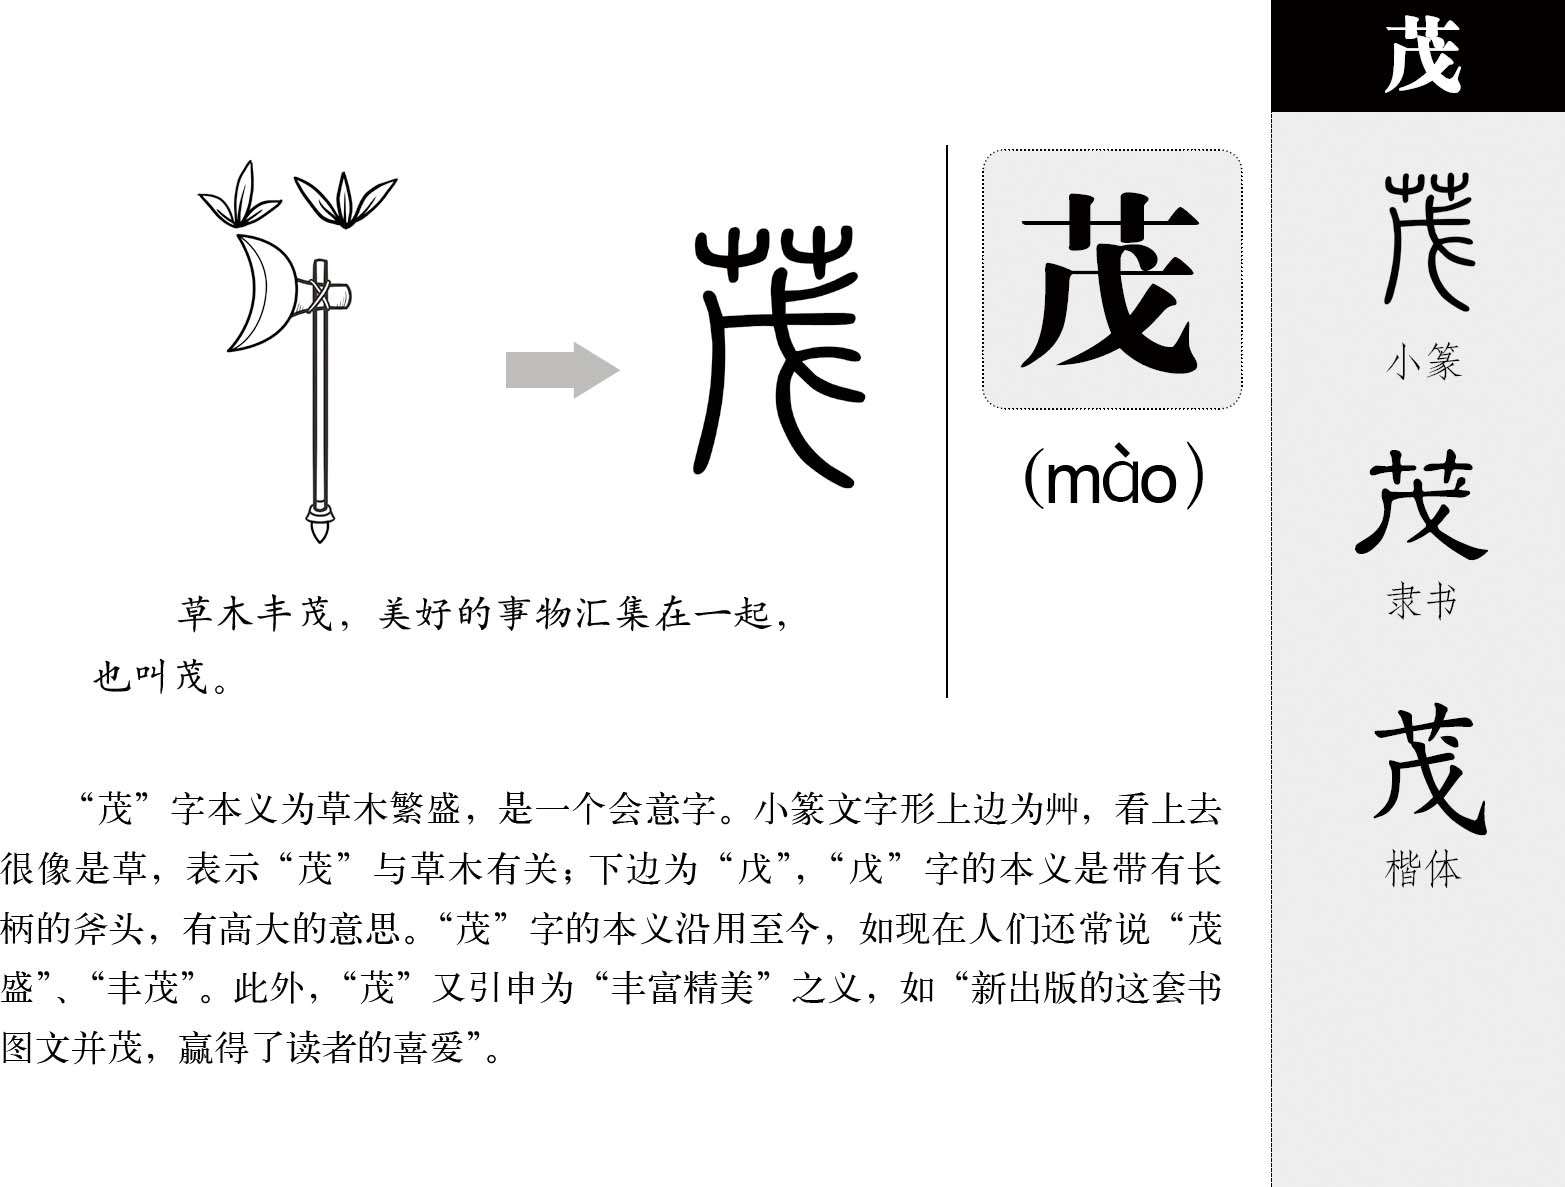 茂
茂
茂
(mào)
草木丰茂，美好的事物汇集在一起，
也叫茂。
“茂”字本义为草木繁盛，是一个会意字。小篆文字形上边为艸，看上去
很像是草，表示“茂”与草木有关；下边为“戊”，“戊”字的本义是带有长
柄的斧头，有高大的意思。“茂”字的本义沿用至今，如现在人们还常说“茂
盛”、“丰茂”。此外，“茂”又引申为“丰富精美”之义，如“新出版的这套书
图文并茂，赢得了读者的喜爱”。
茂
小篆
茂
隶书
茂
楷体